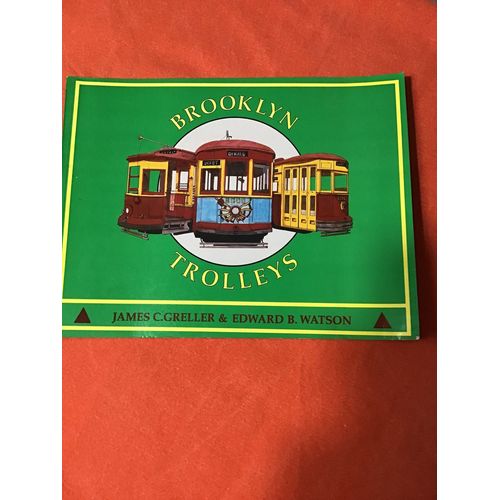 BROOKLYN
TROLLEYS
JAMES C.GRELLER & EDWARD B. WATSON